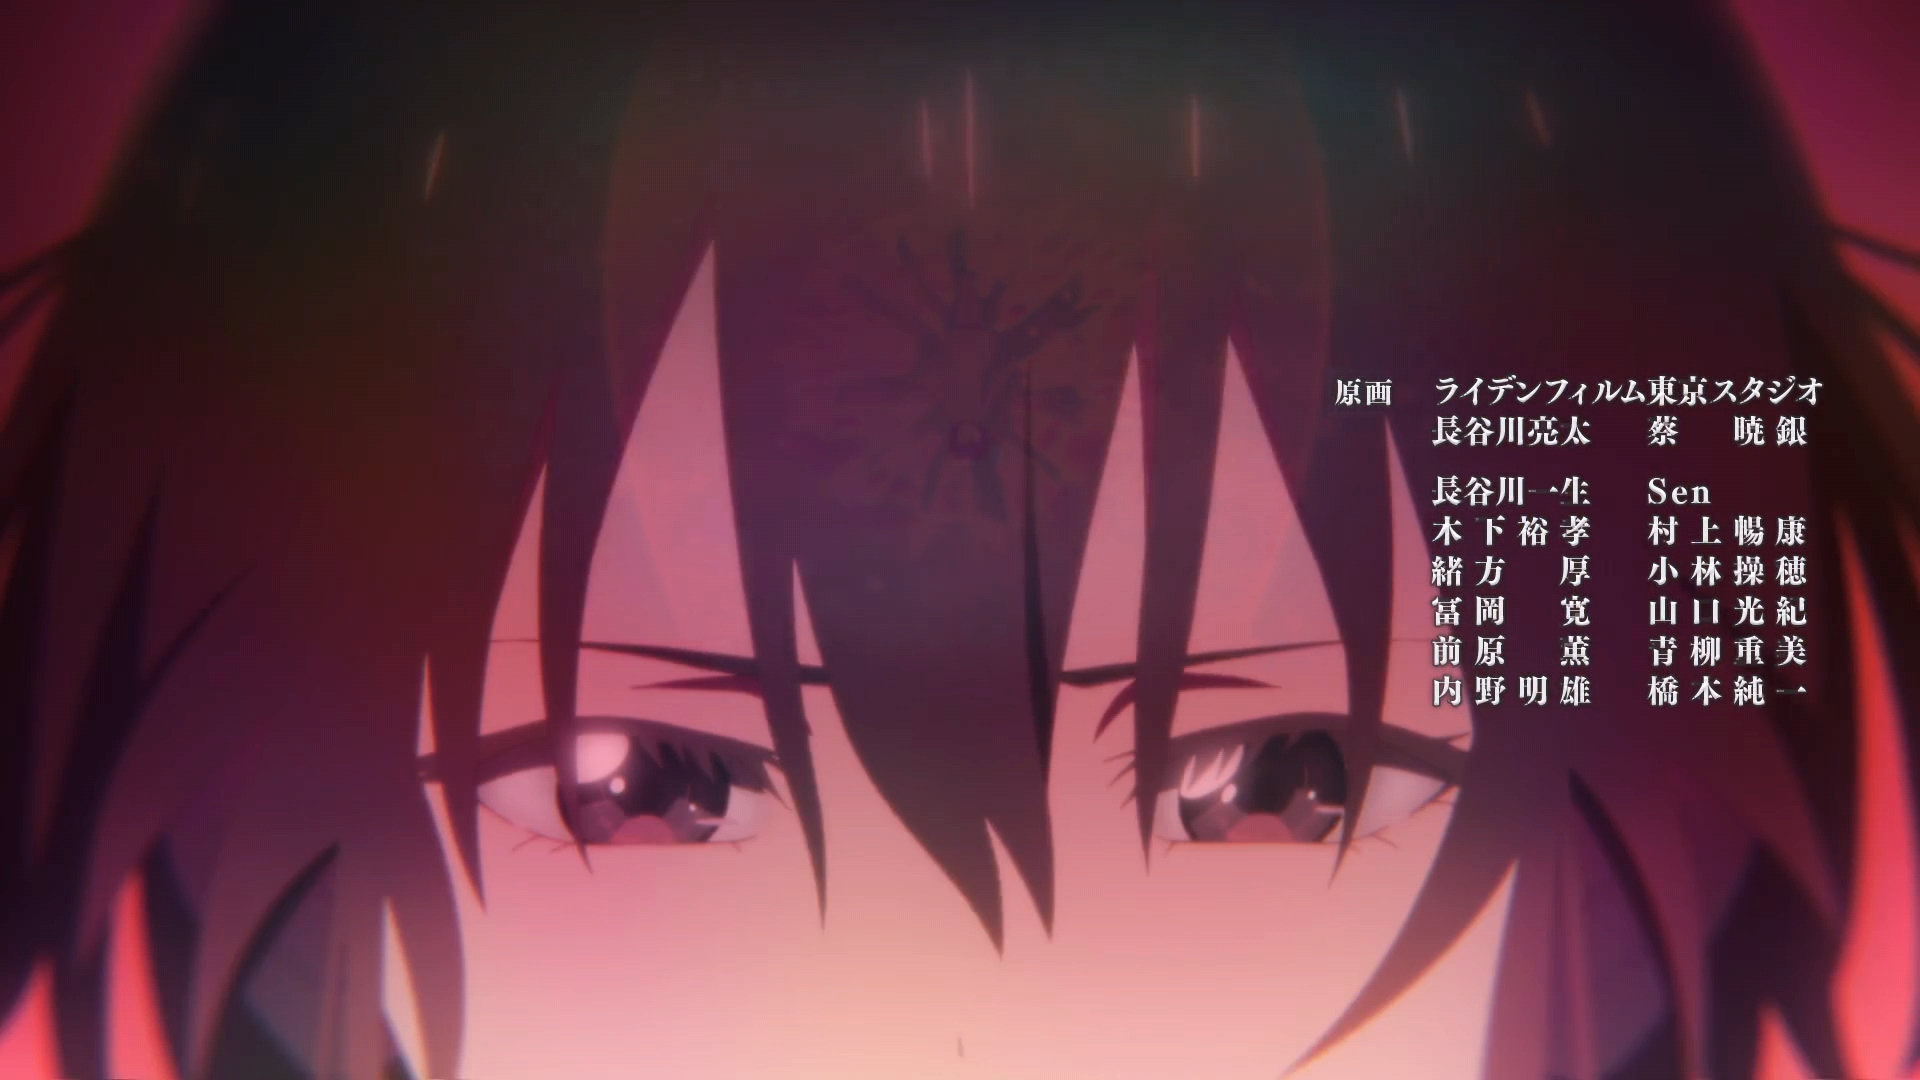 原画 ライデンフィルム東京スタジオ
長谷川亮太 蔡 暁銀
長谷川一生 Sen
木下裕孝 村上暢康
緒方 厚 小林操穂
冨岡 寛 山口光紀
前原 薫 青柳重美
内野明雄 橋本純一